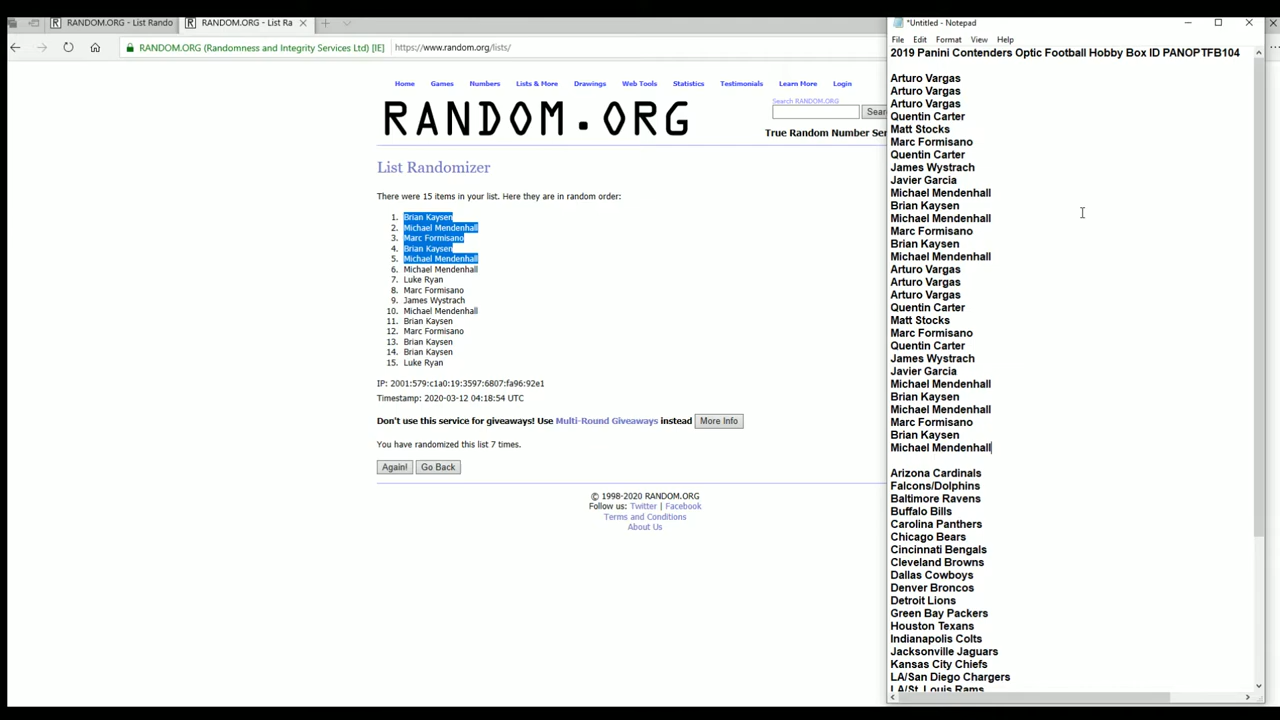 RANDOM.ORG - List Rando
RANDOM.ORG - List Ra
RANDOM.ORG (Randomness and Integrity Services Ltd) [IE]
https://www.random.org/lists/
Home Games Numbers Lists & More Drawings Web Tools Statistics Testimonials Learn More Login
Search RANDOM.ORG
RANDOM.ORG
Sear
True Random Number Ser
List Randomizer
There were 15 items in your list. Here they are in random order:
1. Brian Kaysen
2. Michael Mendenhall
3. Marc Formisano
4. Brian Kaysen
5. Michael Mendenhall
6. Michael Mendenhall
7. Luke Ryan
8. Marc Formisano
9. James Wystrach
10. Michael Mendenhall
11. Brian Kaysen
12. Marc Formisano
13. Brian Kaysen
14. Brian Kaysen
15. Luke Ryan
IP: 2001:579:c1a0:19:3597:6807:fa96:92e1
Timestamp: 2020-03-12 04:18:54 UTC
Don't use this service for giveaways! Use Multi-Round Giveaways instead More Info
You have randomized this list 7 times.
Again! Go Back
© 1998-2020 RANDOM.ORG
Follow us: Twitter | Facebook
Terms and Conditions
About Us
*Untitled - Notepad
File Edit Format View Help
2019 Panini Contenders Optic Football Hobby Box ID PANOPTFB104
Arturo Vargas
Arturo Vargas
Arturo Vargas
Quentin Carter
Matt Stocks
Marc Formisano
Quentin Carter
James Wystrach
Javier Garcia
Michael Mendenhall
Brian Kaysen
Michael Mendenhall
Marc Formisano
Brian Kaysen
Michael Mendenhall
Arturo Vargas
Arturo Vargas
Arturo Vargas
Quentin Carter
Matt Stocks
Marc Formisano
Quentin Carter
James Wystrach
Javier Garcia
Michael Mendenhall
Brian Kaysen
Michael Mendenhall
Marc Formisano
Brian Kaysen
Michael Mendenhall
Arizona Cardinals
Falcons/Dolphins
Baltimore Ravens
Buffalo Bills
Carolina Panthers
Chicago Bears
Cincinnati Bengals
Cleveland Browns
Dallas Cowboys
Denver Broncos
Detroit Lions
Green Bay Packers
Houston Texans
Indianapolis Colts
Jacksonville Jaguars
Kansas City Chiefs
LA/San Diego Chargers
LA/St. Louis Rams